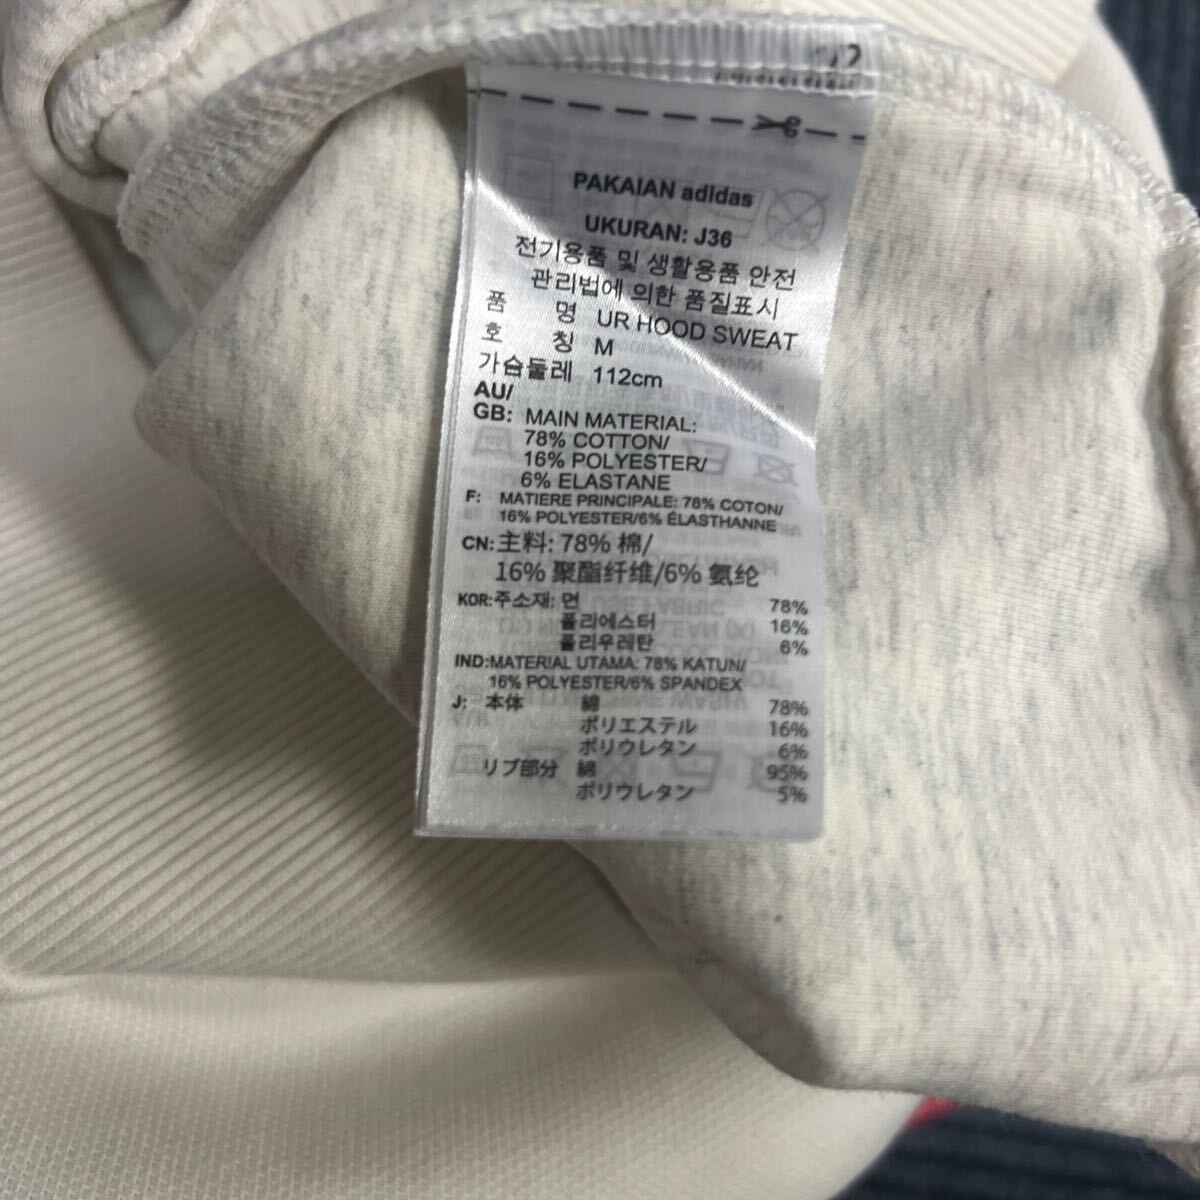 PAKAIAN adidas
UKURAN: J36
전기용품 및 생활용품 안전
관리법에 의한 품질표시
품 명 UR HOOD SWEAT
호 칭 M
가슴둘레 112cm
AU/
GB: MAIN MATERIAL:
78% COTTON/
16% POLYESTER/
6% ELASTANE
F: MATIERE PRINCIPALE: 78% COTON/
16% POLYESTER/6% ÉLASTHANNE
CN: 主料: 78% 棉/
16% 聚酯纤维/6% 氨纶
KOR: 주소재: 면 78%
폴리에스터 16%
폴리우레탄 6%
IND: MATERIAL UTAMA: 78% KATUN/
16% POLYESTER/6% SPANDEX
J: 本体 綿 78%
ポリエステル 16%
ポリウレタン 6%
リブ部分 綿 95%
ポリウレタン 5%